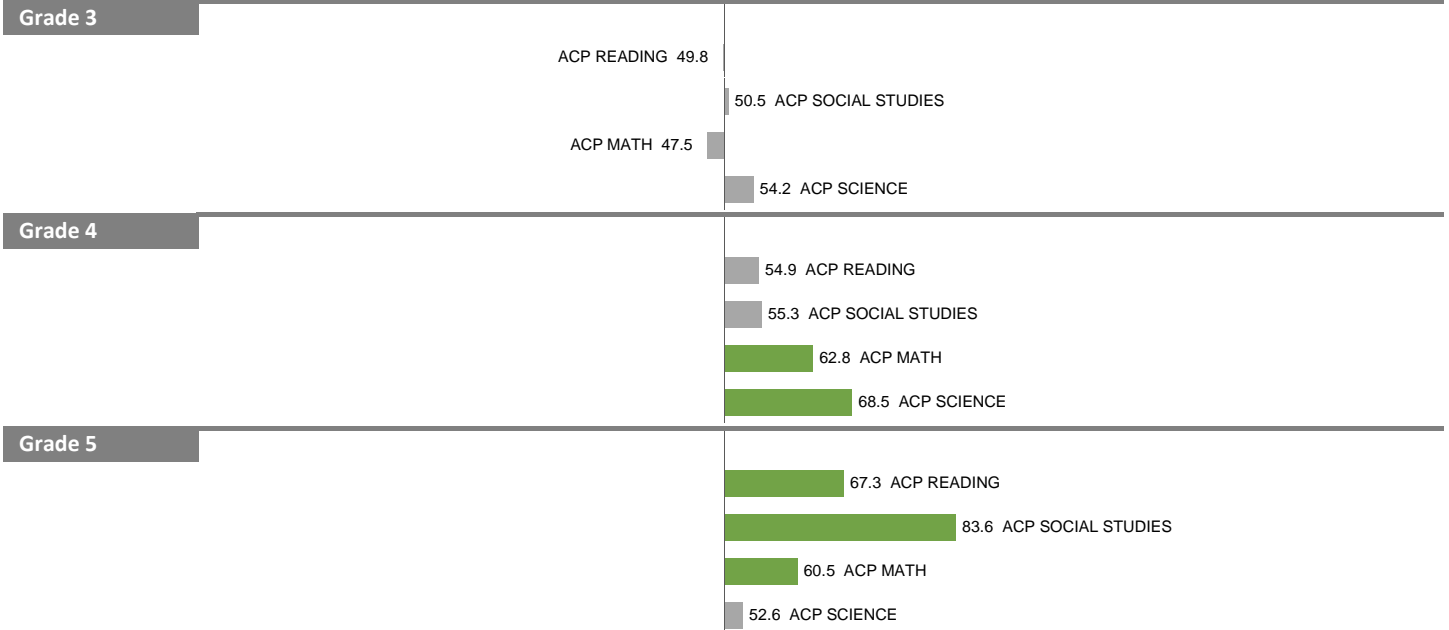 Grade 3
ACP READING 49.8
50.5 ACP SOCIAL STUDIES
ACP MATH 47.5
54.2 ACP SCIENCE
Grade 4
54.9 ACP READING
55.3 ACP SOCIAL STUDIES
62.8 ACP MATH
68.5 ACP SCIENCE
Grade 5
67.3 ACP READING
83.6 ACP SOCIAL STUDIES
60.5 ACP MATH
52.6 ACP SCIENCE